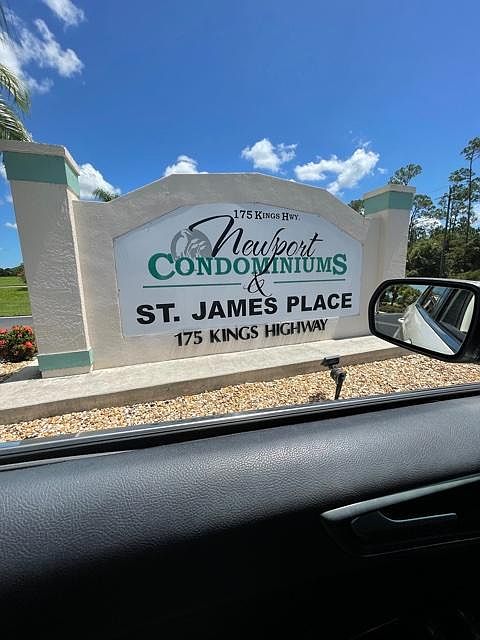 175 KINGS HWY.
Newport
CONDOMINIUMS
&
ST. JAMES PLACE
175 KINGS HIGHWAY